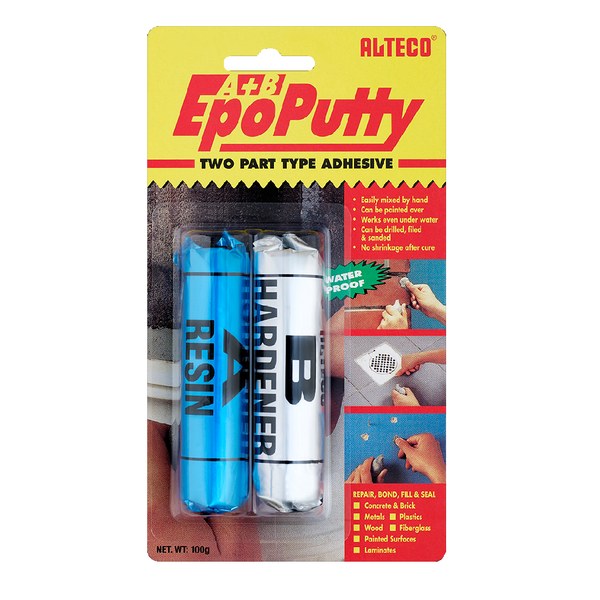 ALTECO®
A+B
EpoPutty
TWO PART TYPE ADHESIVE
• Easily mixed by hand
• Can be painted over
• Works even under water
• Can be drilled, filed
& sanded
• No shrinkage after cure
WATER
PROOF
A
RESIN
B
HARDENER
REPAIR, BOND, FILL & SEAL
■ Concrete & Brick
■ Metals ■ Plastics
■ Wood ■ Fiberglass
■ Painted Surfaces
■ Laminates
NET. WT: 100g